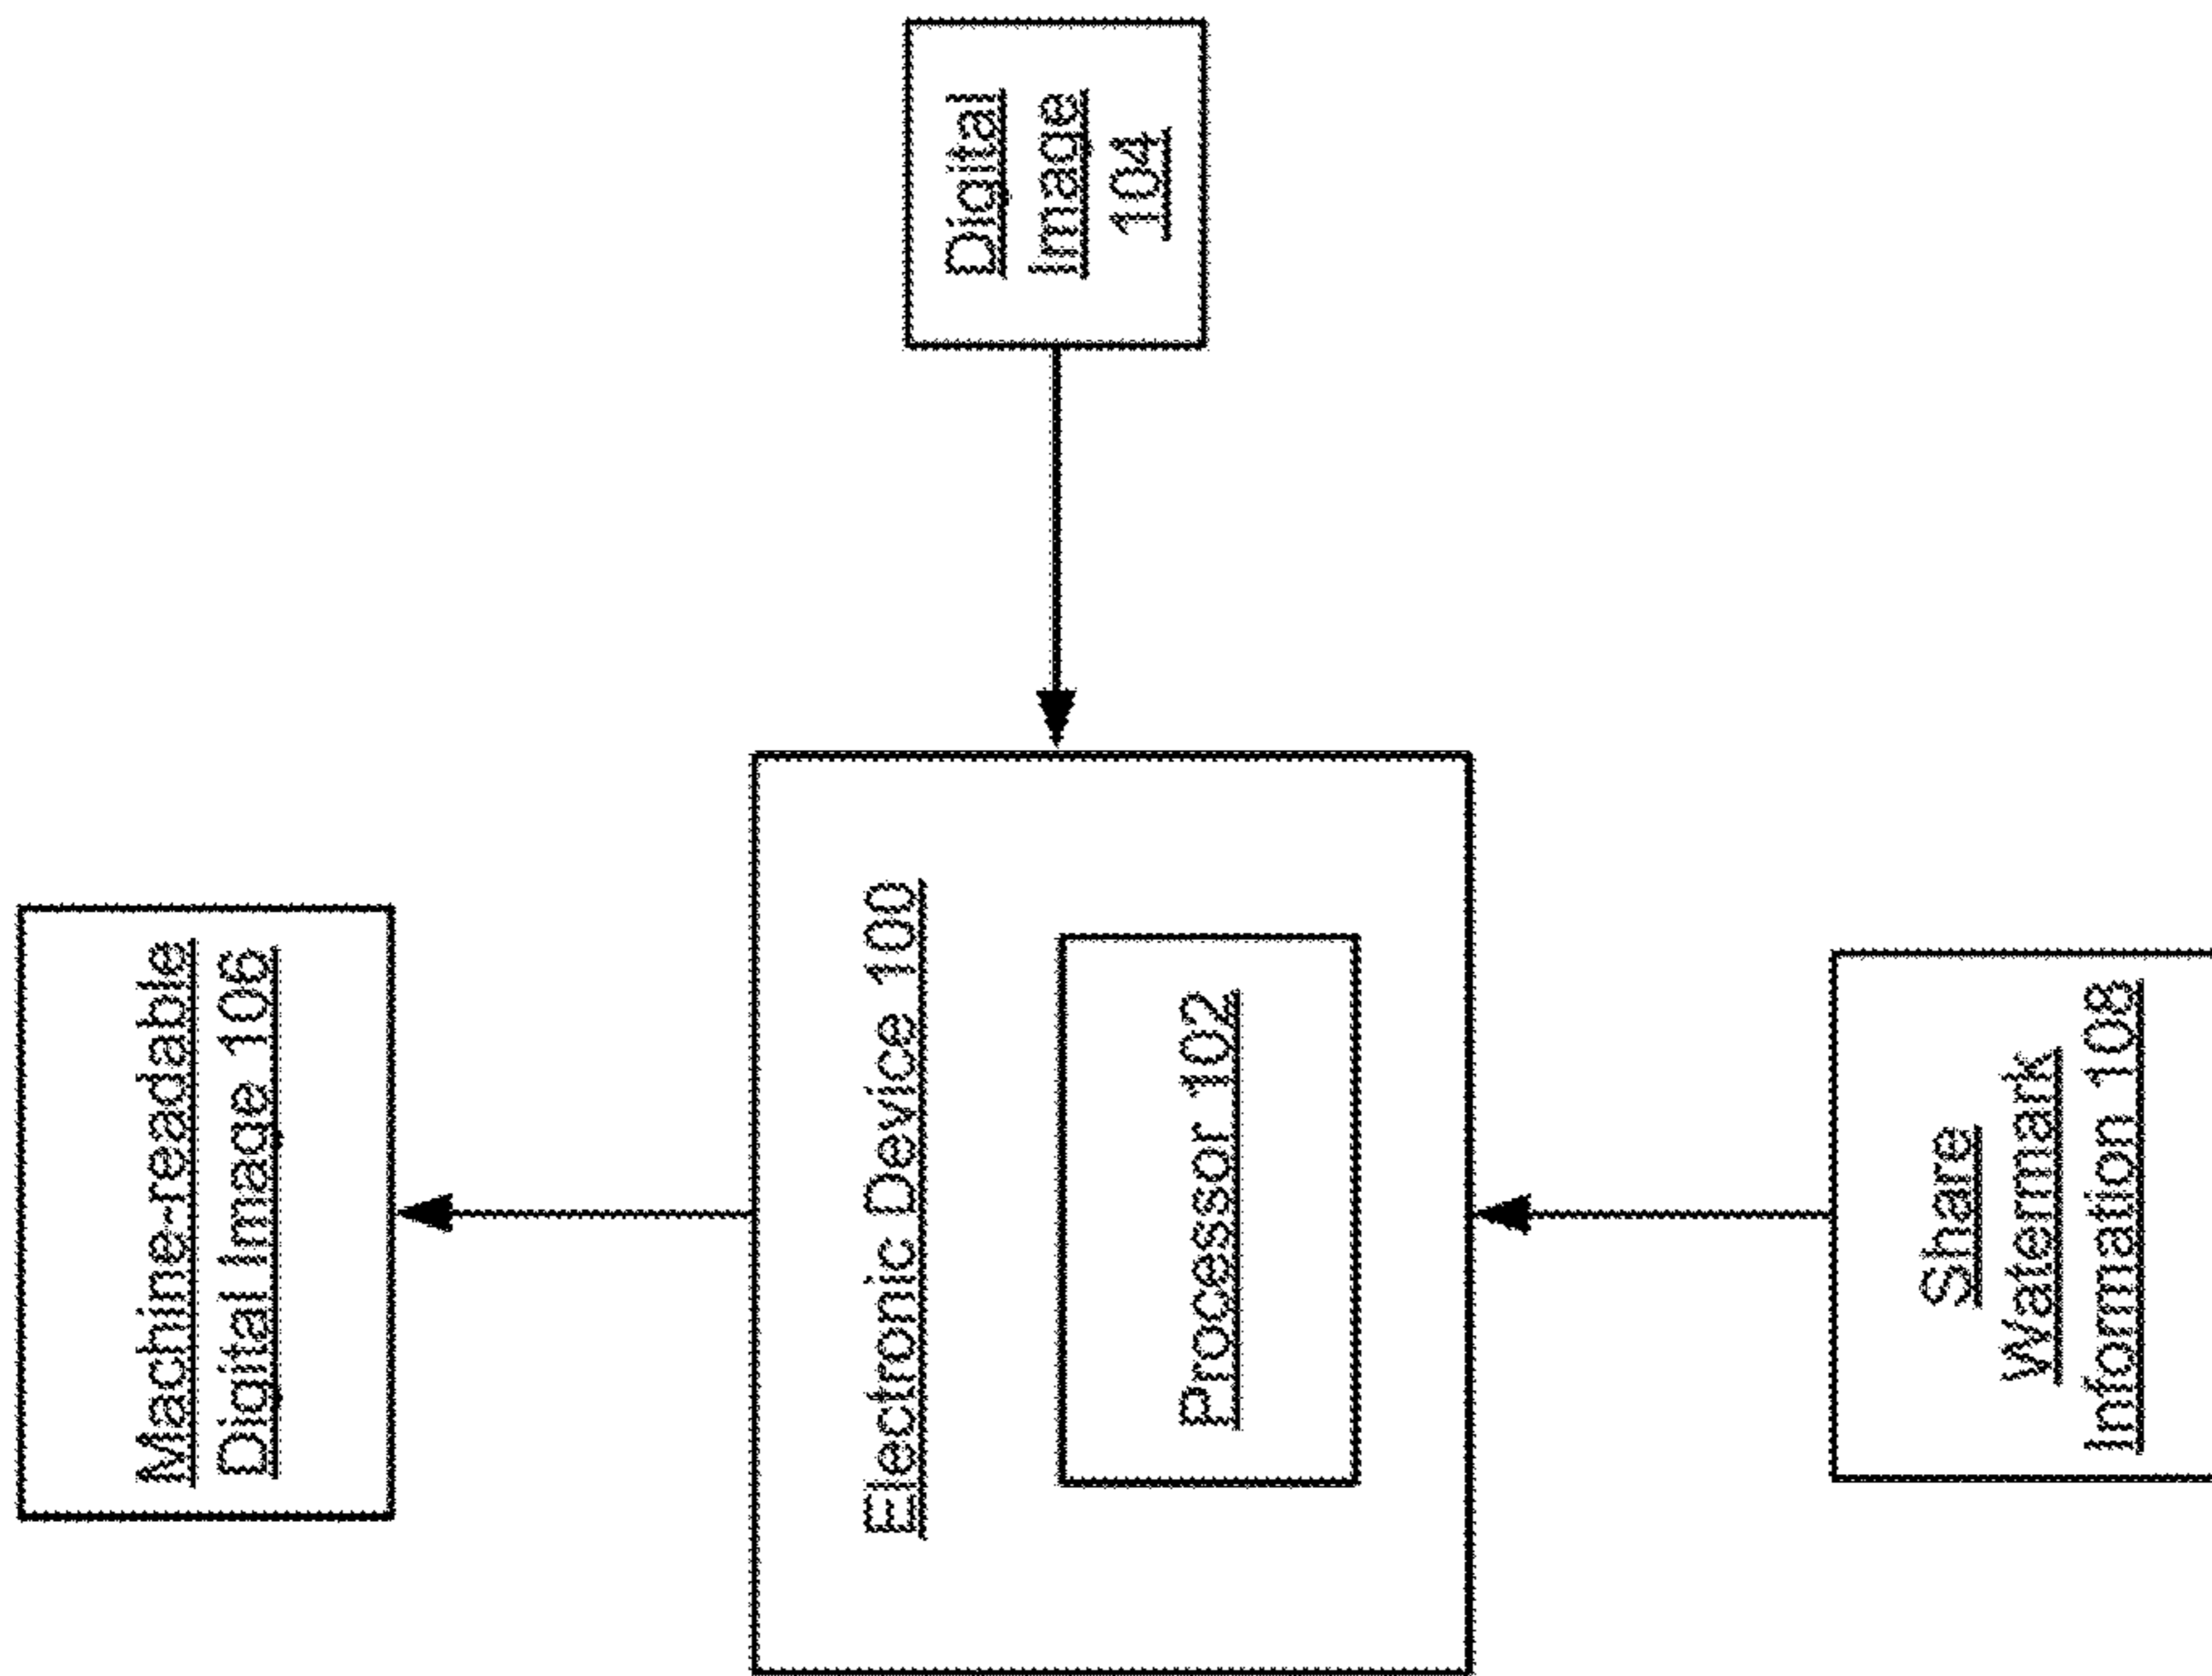 Machine-readable
Digital Image 106
Electronic Device 100
Processor 102
Digital
Image
104
Share
Watermark
Information 108